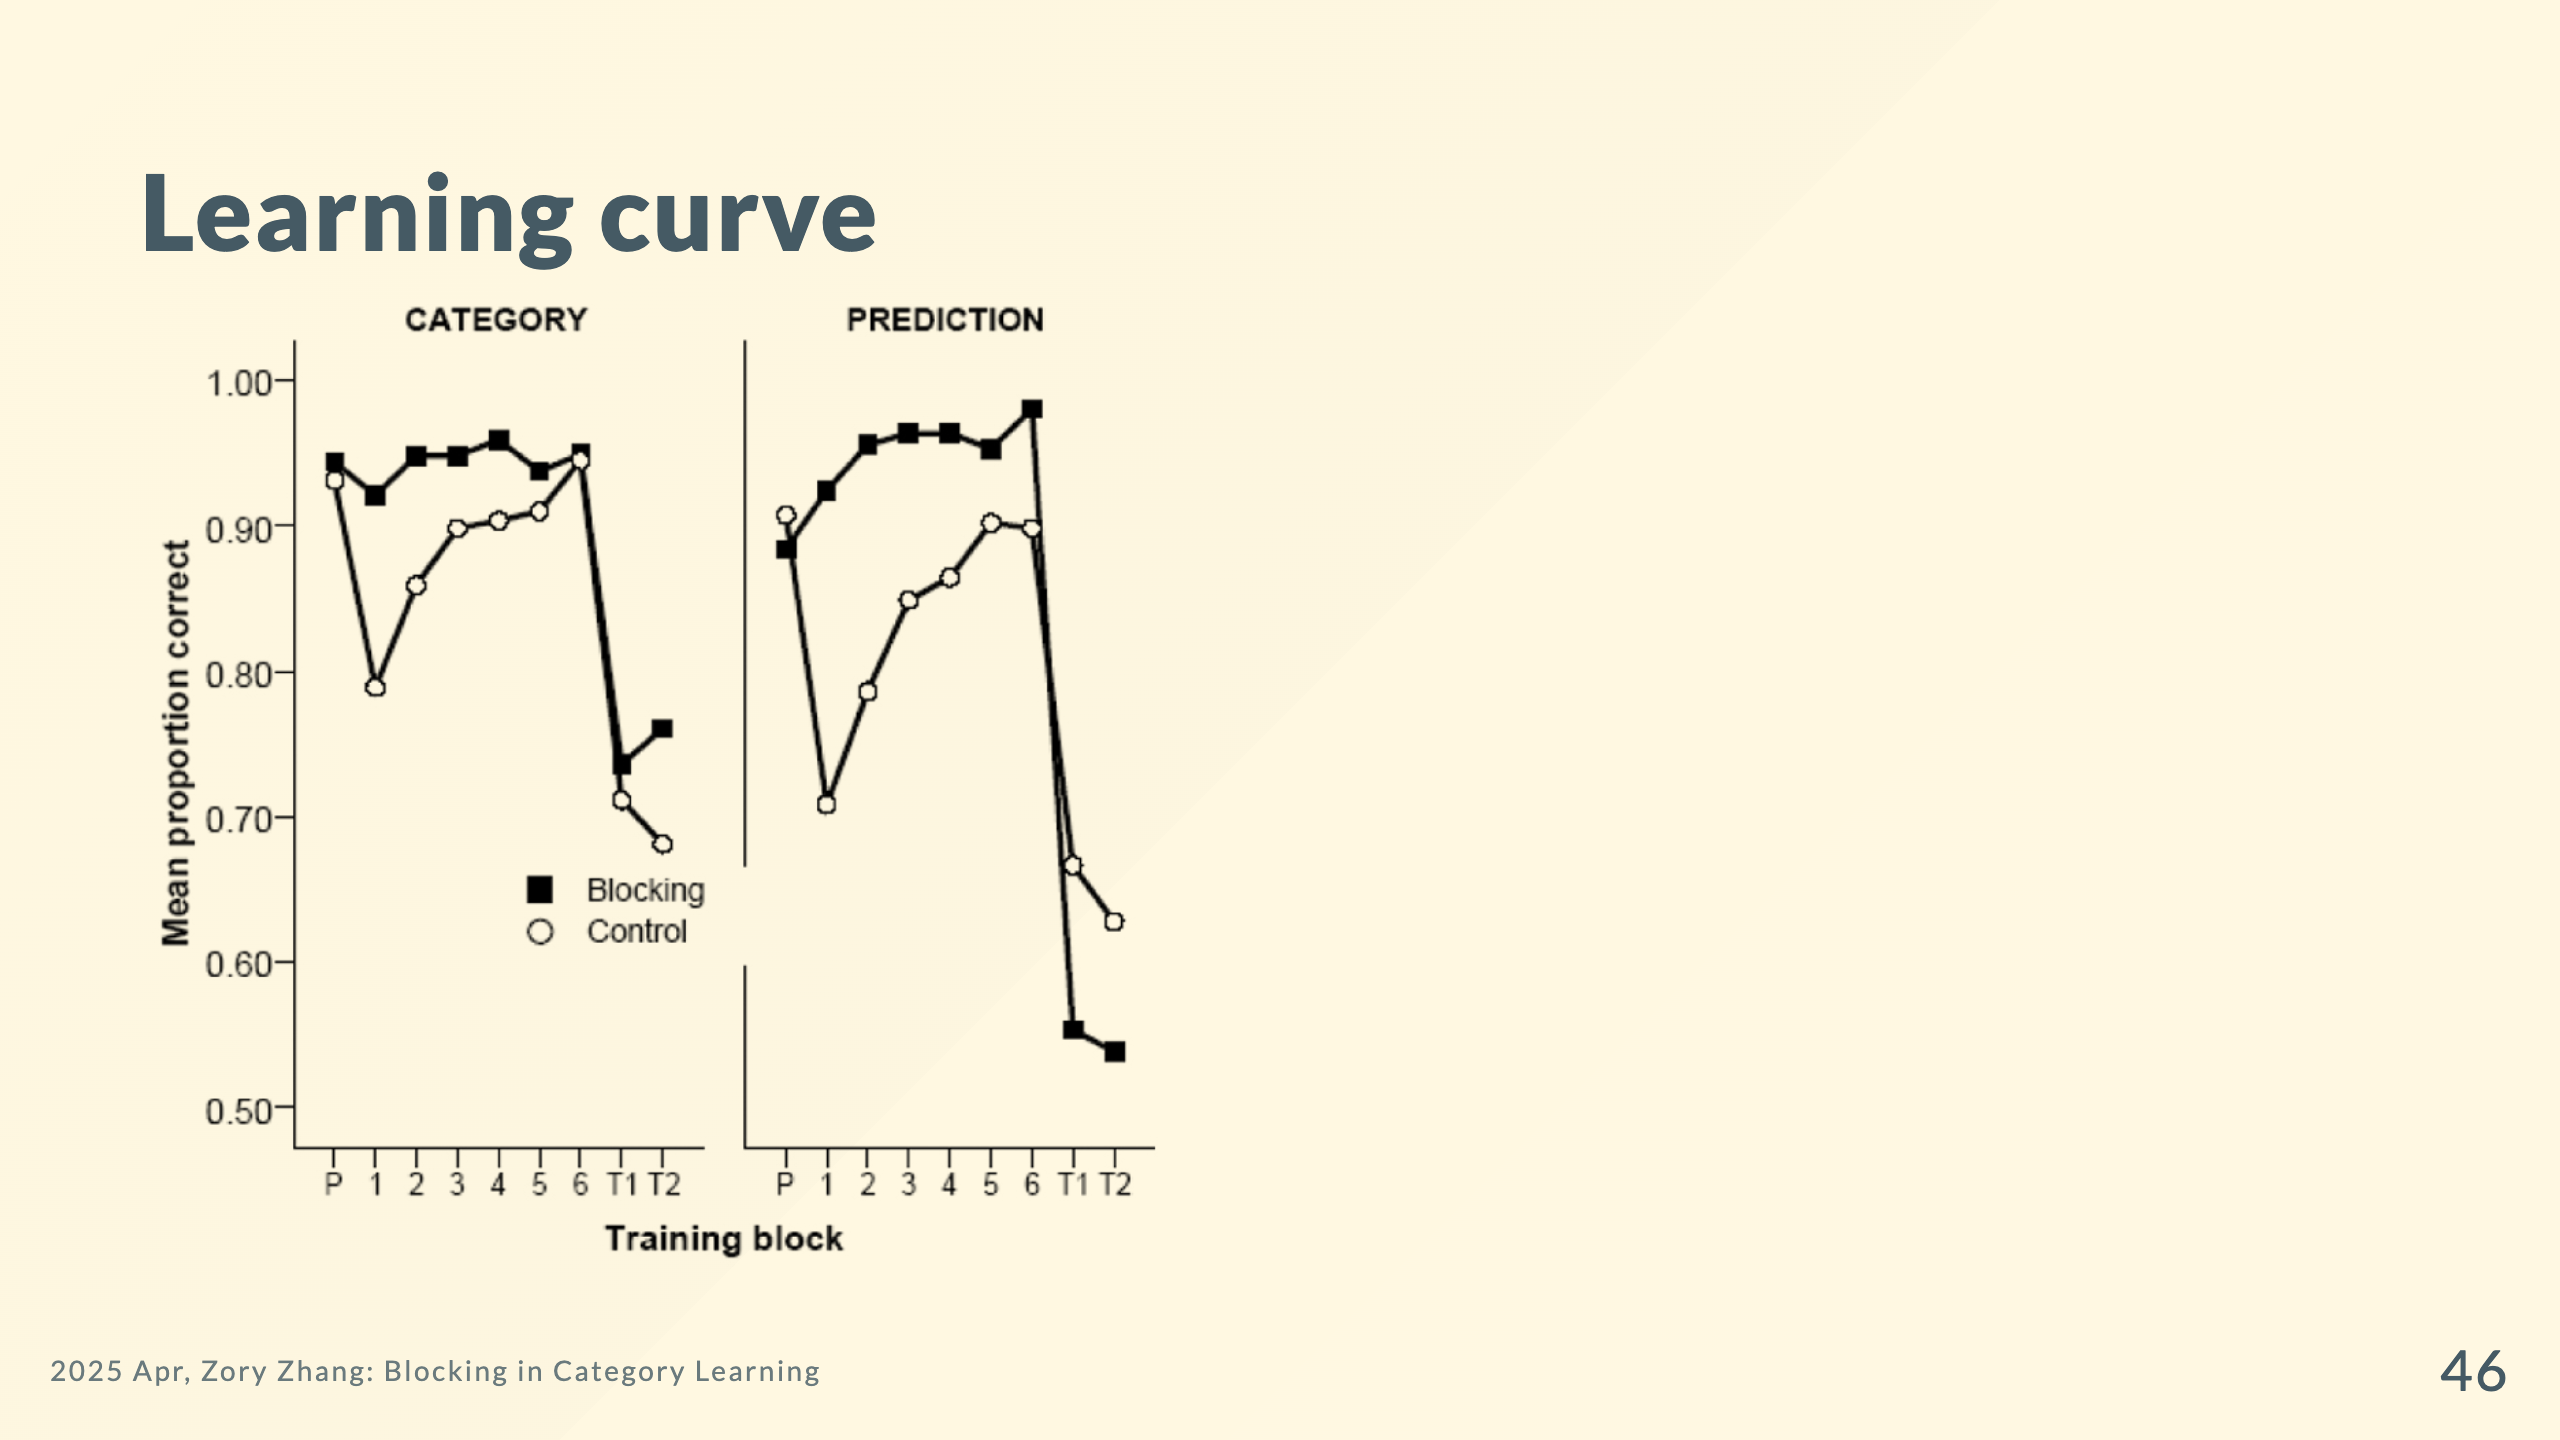 Learning curve
CATEGORY
PREDICTION
Mean proportion correct
1.00
0.90
0.80
0.70
0.60
0.50
Blocking
Control
P 1 2 3 4 5 6 T1 T2
P 1 2 3 4 5 6 T1 T2
Training block
2025 Apr, Zory Zhang: Blocking in Category Learning
46